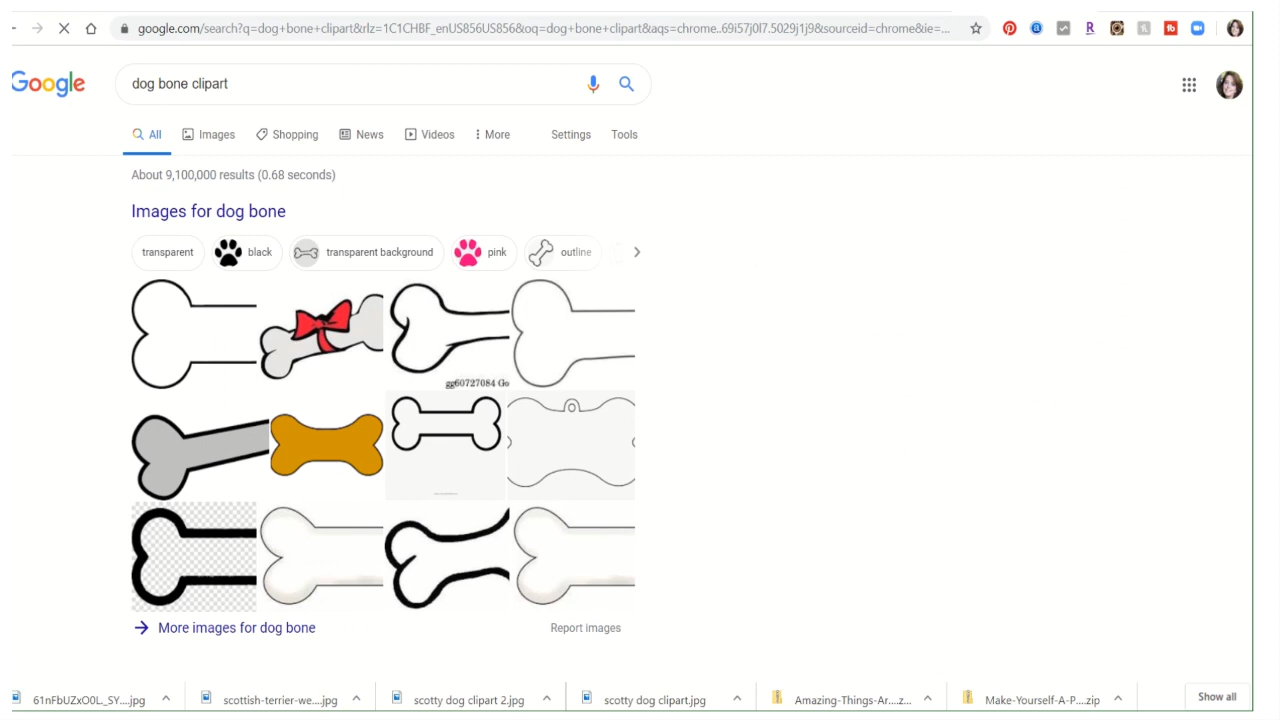 google.com/search?q=dog+bone+clipart&rlz=1C1CHBF_enUS856US856&oq=dog+bone+clipart&aqs=chrome..69i57j0l7.5029j1j9&sourceid=chrome&ie=...
Google
dog bone clipart
All Images Shopping News Videos More Settings Tools
About 9,100,000 results (0.68 seconds)
Images for dog bone
transparent black transparent background pink outline
gg60727084 Go
More images for dog bone Report images
61nFbUZxO0L._SY....jpg scottish-terrier-we....jpg scotty dog clipart 2.jpg scotty dog clipart.jpg Amazing-Things-Ar....z... Make-Yourself-A-P....zip Show all